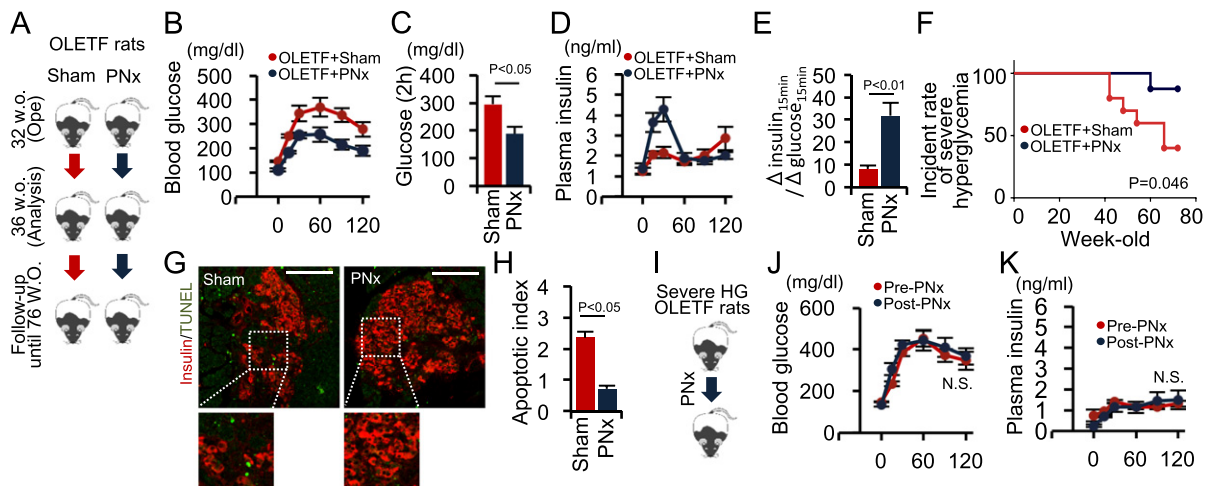 A
OLETF rats
Sham PNx
32 w.o.
(Ope)
36 w.o.
(Analysis)
Follow-up
until 76 W.O.
B
(mg/dl)
OLETF+Sham
OLETF+PNx
Blood glucose
500
400
300
200
100
0
0 60 120
C
(mg/dl)
Glucose (2h)
400
300
200
100
0
P<0.05
Sham
PNx
D
(ng/ml)
OLETF+Sham
OLETF+PNx
Plasma insulin
6
5
4
3
2
1
0
0 60 120
E
Δ insulin15min
/ Δ glucose15min
50
40
30
20
10
0
P<0.01
Sham
PNx
F
Incident rate
of severe
hyperglycemia
100
50
0
OLETF+Sham
OLETF+PNx
P=0.046
0 20 40 60 80
Week-old
G
Insulin/TUNEL
Sham
PNx
H
Apoptotic index
4
3
2
1
0
P<0.05
Sham
PNx
I
Severe HG
OLETF rats
PNx
J
(mg/dl)
Pre-PNx
Post-PNx
Blood glucose
600
400
200
0
N.S.
0 60 120
K
(ng/ml)
Pre-PNx
Post-PNx
Plasma insulin
6
5
4
3
2
1
0
N.S.
0 60 120